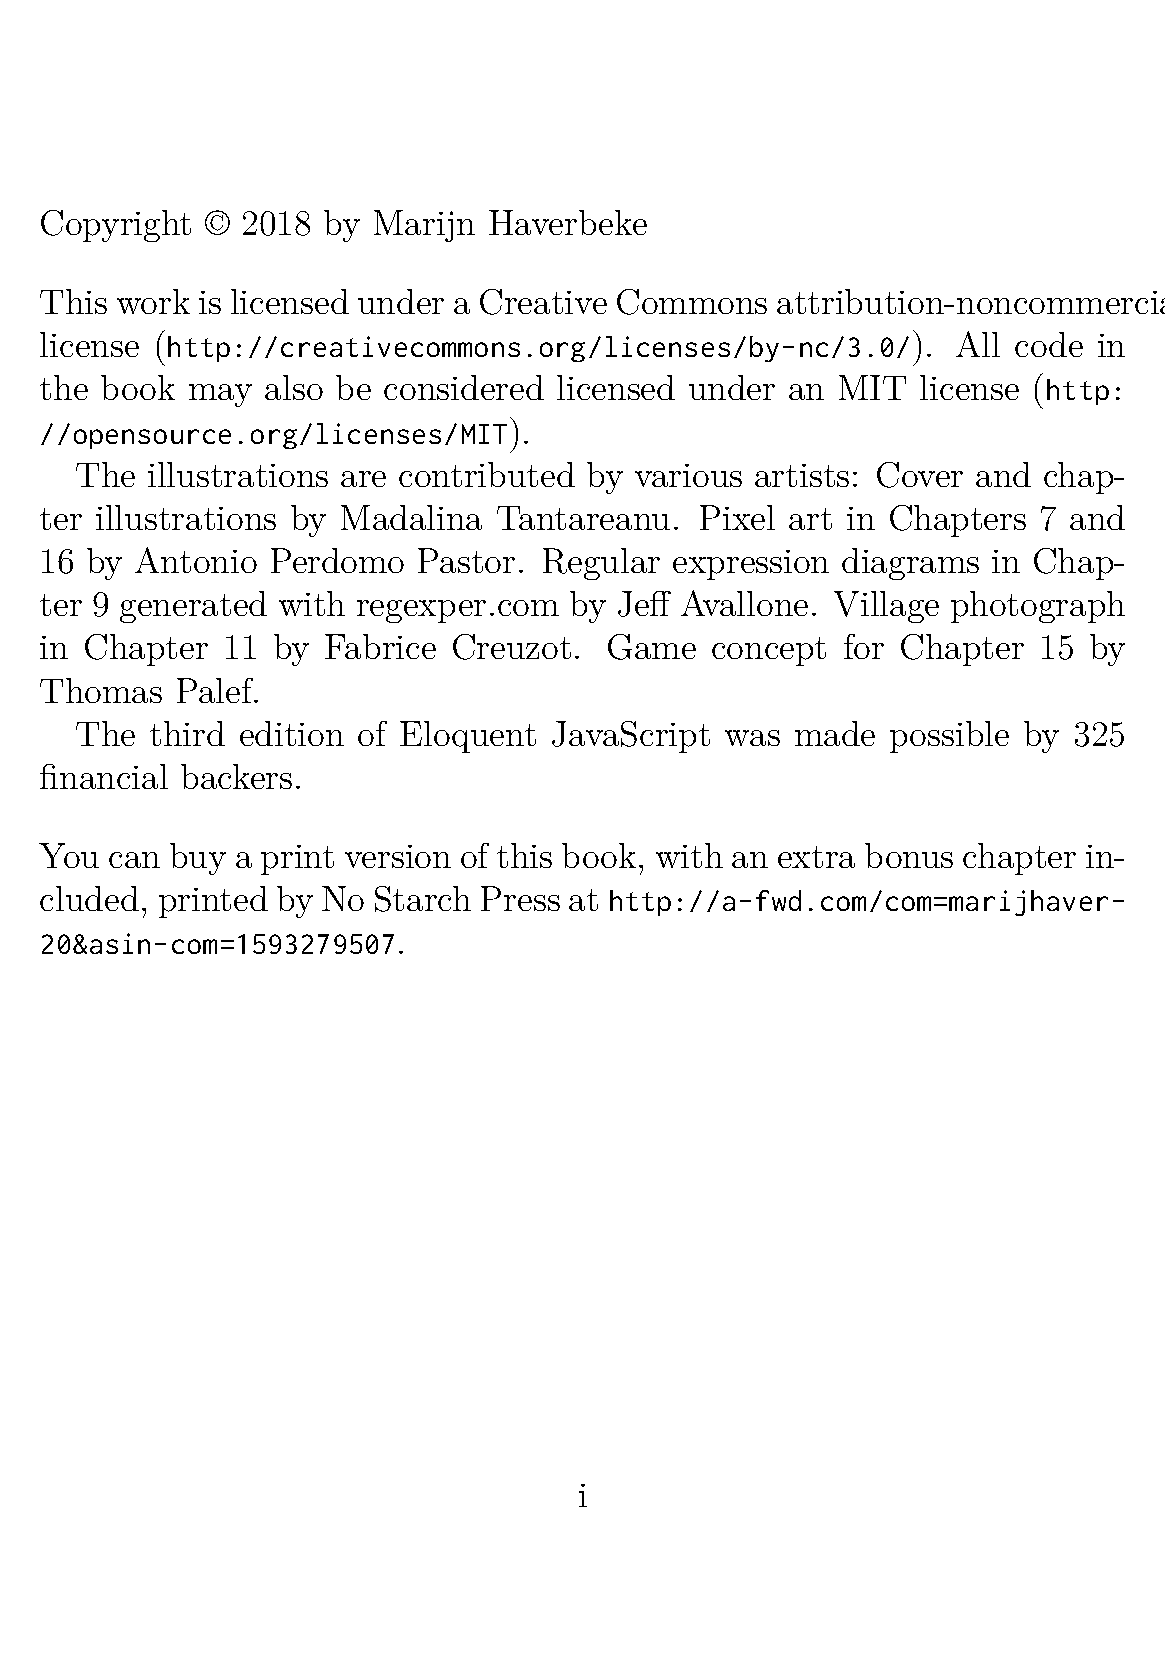 Copyright © 2018 by Marijn Haverbeke
This work is licensed under a Creative Commons attribution-noncommercia
license (http://creativecommons.org/licenses/by-nc/3.0/). All code in
the book may also be considered licensed under an MIT license (http:
//opensource.org/licenses/MIT).
The illustrations are contributed by various artists: Cover and chap-
ter illustrations by Madalina Tantareanu. Pixel art in Chapters 7 and
16 by Antonio Perdomo Pastor. Regular expression diagrams in Chap-
ter 9 generated with regexper.com by Jeff Avallone. Village photograph
in Chapter 11 by Fabrice Creuzot. Game concept for Chapter 15 by
Thomas Palef.
The third edition of Eloquent JavaScript was made possible by 325
financial backers.
You can buy a print version of this book, with an extra bonus chapter in-
cluded, printed by No Starch Press at http://a-fwd.com/com=marijhaver-
20&asin-com=1593279507.
i